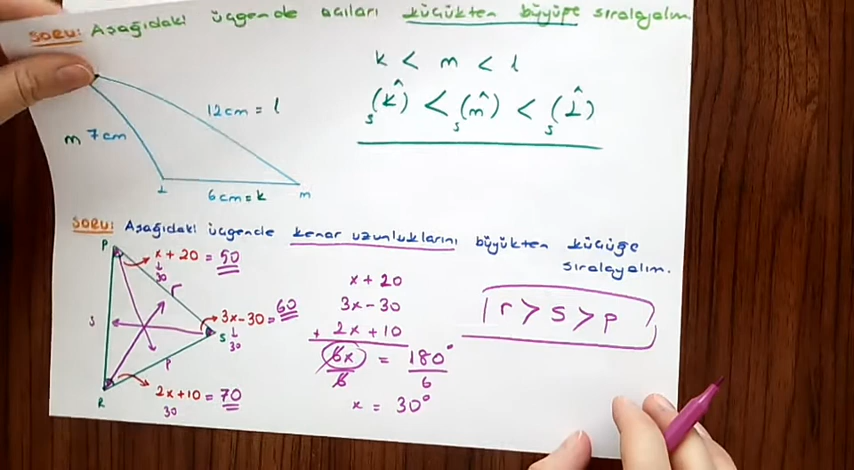 Soru: Aşağıdaki üçgende açıları küçükten büyüğe sıralayalım
k < m < l
s(k̂) < s(m̂) < s(L̂)
12cm = l
m 7cm
L
6cm = k
m
Soru: Aşağıdaki üçgende kenar uzunluklarını büyükten küçüğe
sıralayalım.
P
x + 20 = 50
30
r
s
3x - 30 = 60
S
30
P
2x + 10 = 70
30
R
x + 20
3x - 30
+ 2x + 10
6x = 180°
6 6
x = 30°
r > s > p